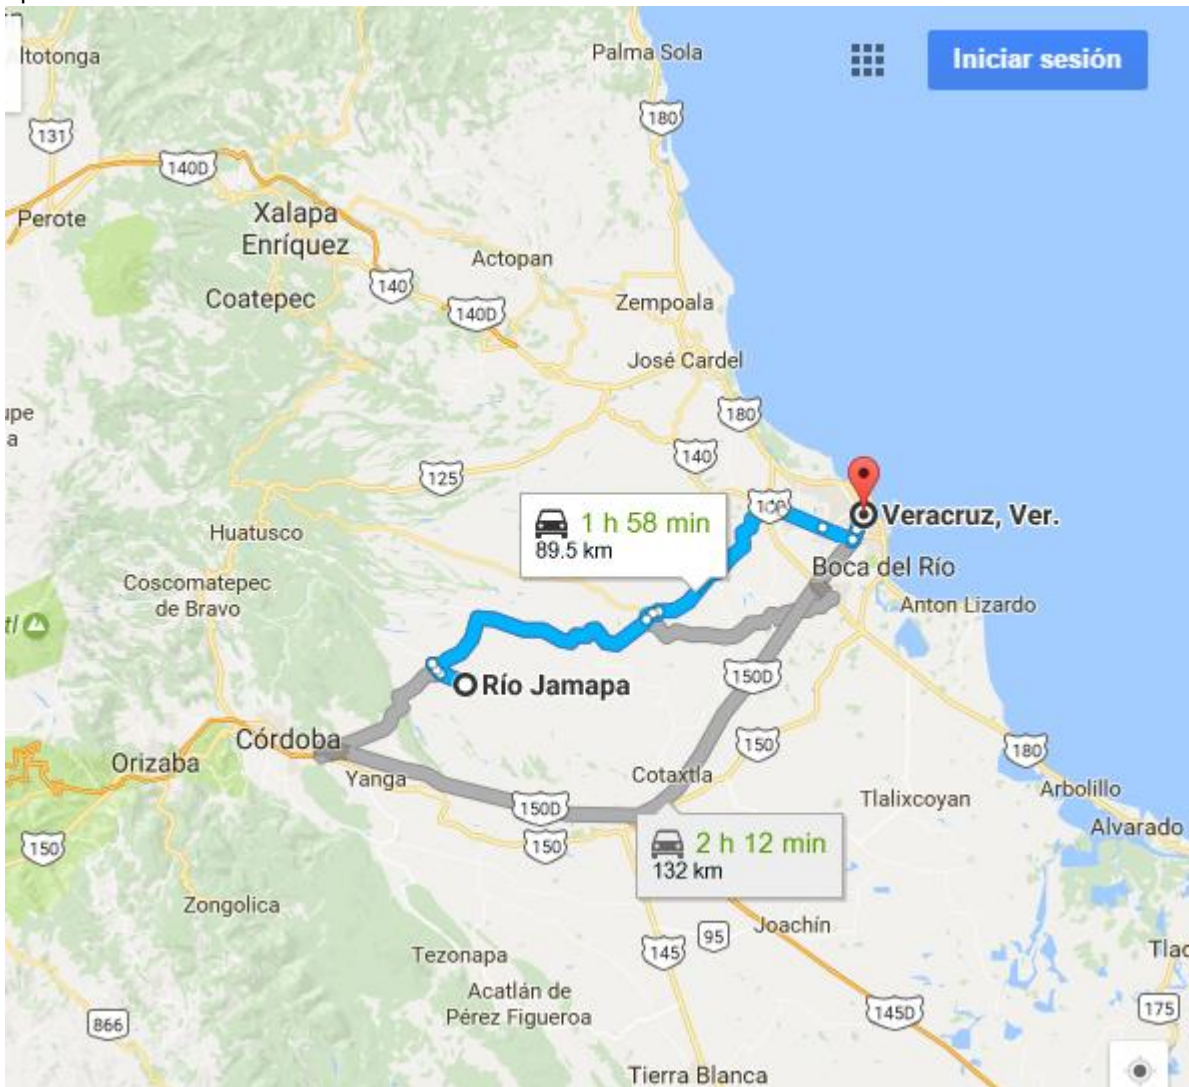 Palma Sola
Iniciar sesión
ltotonga
180
131
140D
Perote
Xalapa
Enríquez
Actopan
140
Coatepec
Zempoala
140D
José Cardel
180
140
125
Veracruz, Ver.
1 h 58 min
89.5 km
Huatusco
Boca del Río
Coscomatepec
de Bravo
Anton Lizardo
tl
150D
Río Jamapa
Córdoba
150
180
Orizaba
Yanga
Cotaxtla
Arbolillo
Tlalixcoyan
150D
Alvarado
150
150
2 h 12 min
132 km
Zongolica
Joachín
95
145
Tezonapa
Tlac
Acatlán de
Pérez Figueroa
866
145D
175
Tierra Blanca